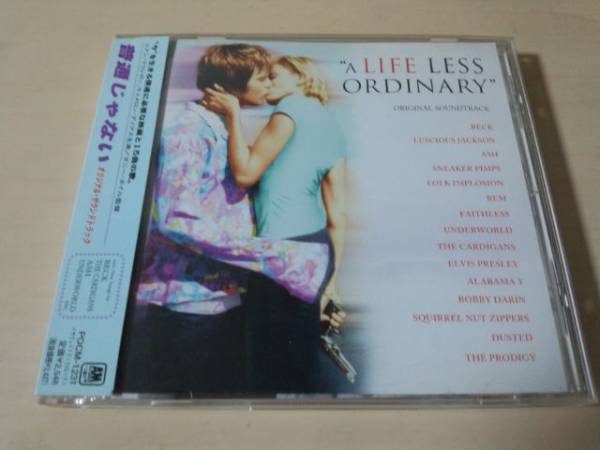 "A LIFE LESS
ORDINARY"
ORIGINAL SOUNDTRACK
BECK
LUSCIOUS JACKSON
ASH
SNEAKER PIMPS
FOLK IMPLOSION
REM
FAITHLESS
UNDERWORLD
THE CARDIGANS
ELVIS PRESLEY
ALABAMA 3
BOBBY DARIN
SQUIRREL NUT ZIPPERS
DUSTED
THE PRODIGY
普通じゃない
オリジナル・サウンドトラック
BECK
THE CARDIGANS
ASH
UNDERWORLD
POCM-1231
A&M